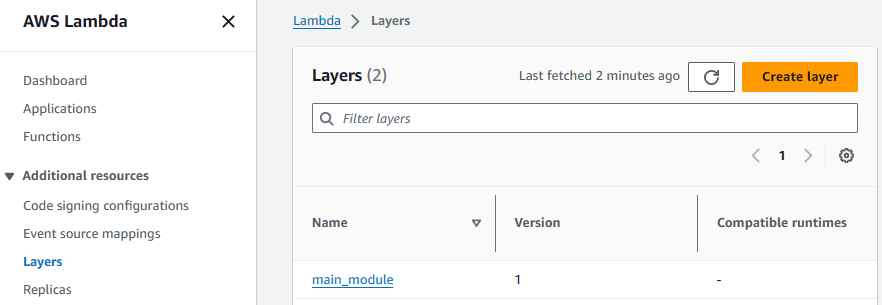 AWS Lambda
Dashboard
Applications
Functions
Additional resources
Code signing configurations
Event source mappings
Layers
Replicas
Lambda > Layers
Layers (2)
Last fetched 2 minutes ago
Create layer
Filter layers
1
Name Version Compatible runtimes
main_module 1 -